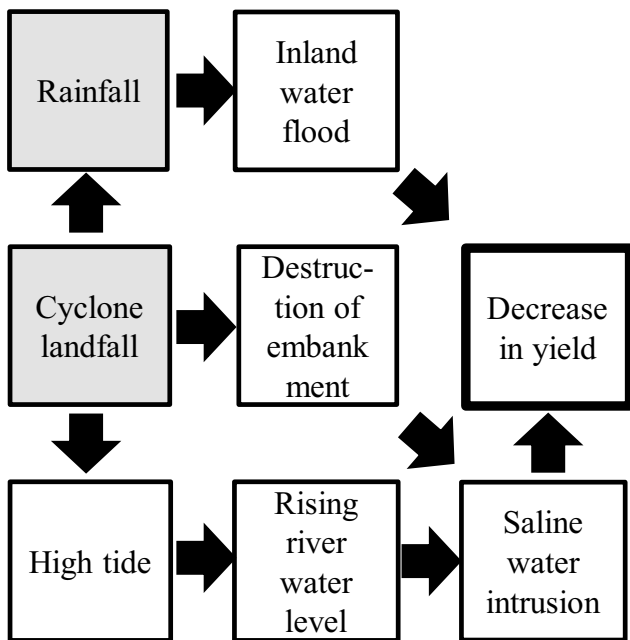 Rainfall
Inland
water
flood
Cyclone
landfall
Destruc-
tion of
embank
ment
Decrease
in yield
High tide
Rising
river
water
level
Saline
water
intrusion